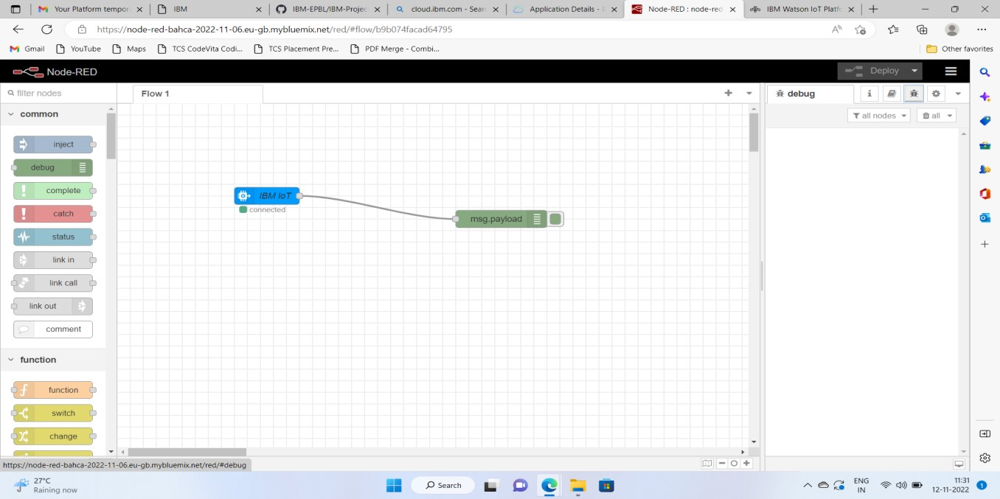 Your Platform tempor
IBM
IBM-EPBL/IBM-Projec
cloud.ibm.com - Sear
Application Details - I
Node-RED : node-red
IBM Watson IoT Platf
https://node-red-bahca-2022-11-06.eu-gb.mybluemix.net/red/#flow/b9b074facad64795
Gmail
YouTube
Maps
TCS CodeVita Codi...
TCS Placement Pre...
PDF Merge - Combi...
Other favorites
Node-RED
Deploy
filter nodes
Flow 1
debug
all nodes
all
common
inject
debug
complete
catch
status
link in
link call
link out
comment
function
function
switch
change
IBM IoT
connected
msg.payload
https://node-red-bahca-2022-11-06.eu-gb.mybluemix.net/red/#debug
27°C
Raining now
Search
ENG
IN
11:31
12-11-2022
1